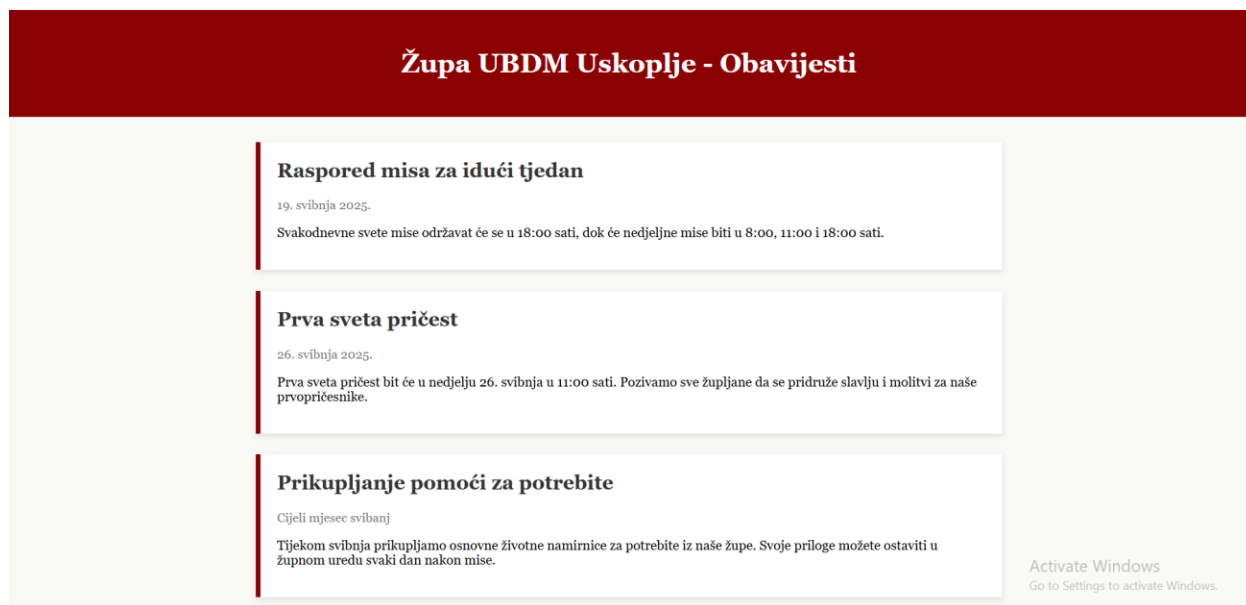 Župa UBDM Uskoplje - Obavijesti
Raspored misa za idući tjedan
19. svibnja 2025.
Svakodnevne svete mise održavat će se u 18:00 sati, dok će nedjeljne mise biti u 8:00, 11:00 i 18:00 sati.
Prva sveta pričest
26. svibnja 2025.
Prva sveta pričest bit će u nedjelju 26. svibnja u 11:00 sati. Pozivamo sve župljane da se pridruže slavlju i molitvi za naše
prvopričesnike.
Prikupljanje pomoći za potrebite
Cijeli mjesec svibanj
Tijekom svibnja prikupljamo osnovne životne namirnice za potrebite iz naše župe. Svoje priloge možete ostaviti u
župnom uredu svaki dan nakon mise.
Activate Windows
Go to Settings to activate Windows.